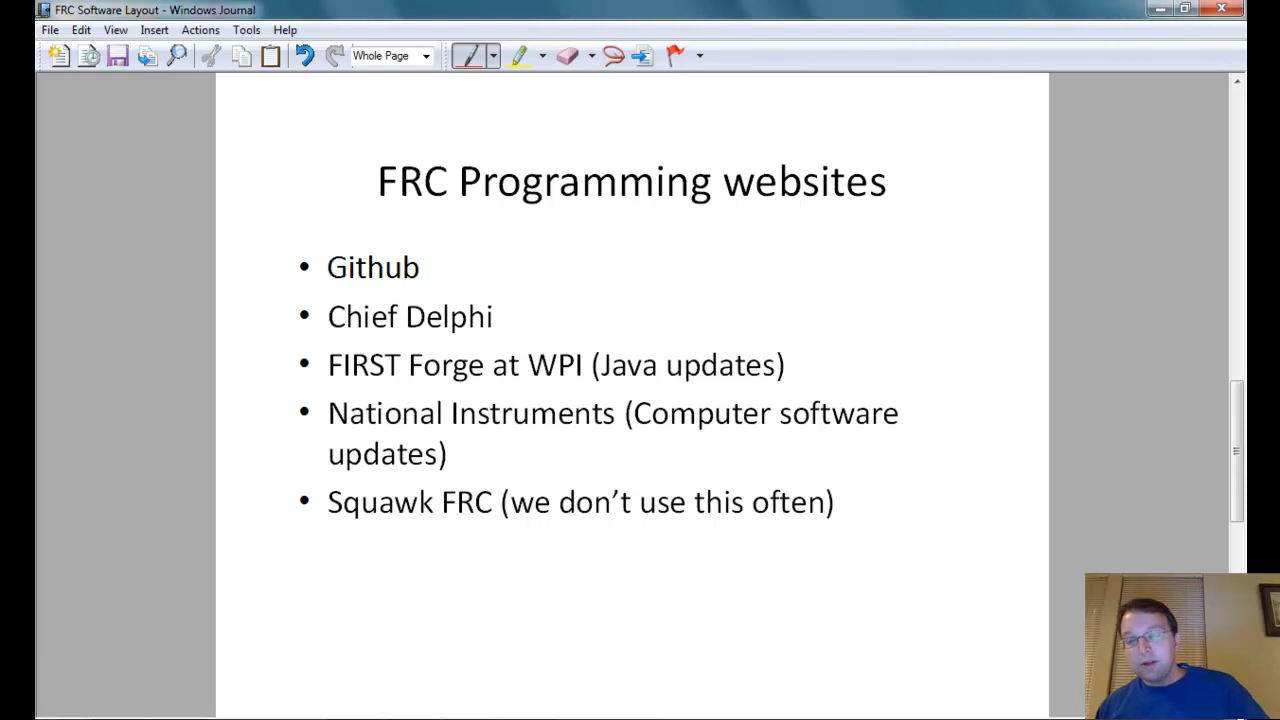 FRC Software Layout - Windows Journal
File Edit View Insert Actions Tools Help
Whole Page
FRC Programming websites
• Github
• Chief Delphi
• FIRST Forge at WPI (Java updates)
• National Instruments (Computer software
updates)
• Squawk FRC (we don’t use this often)